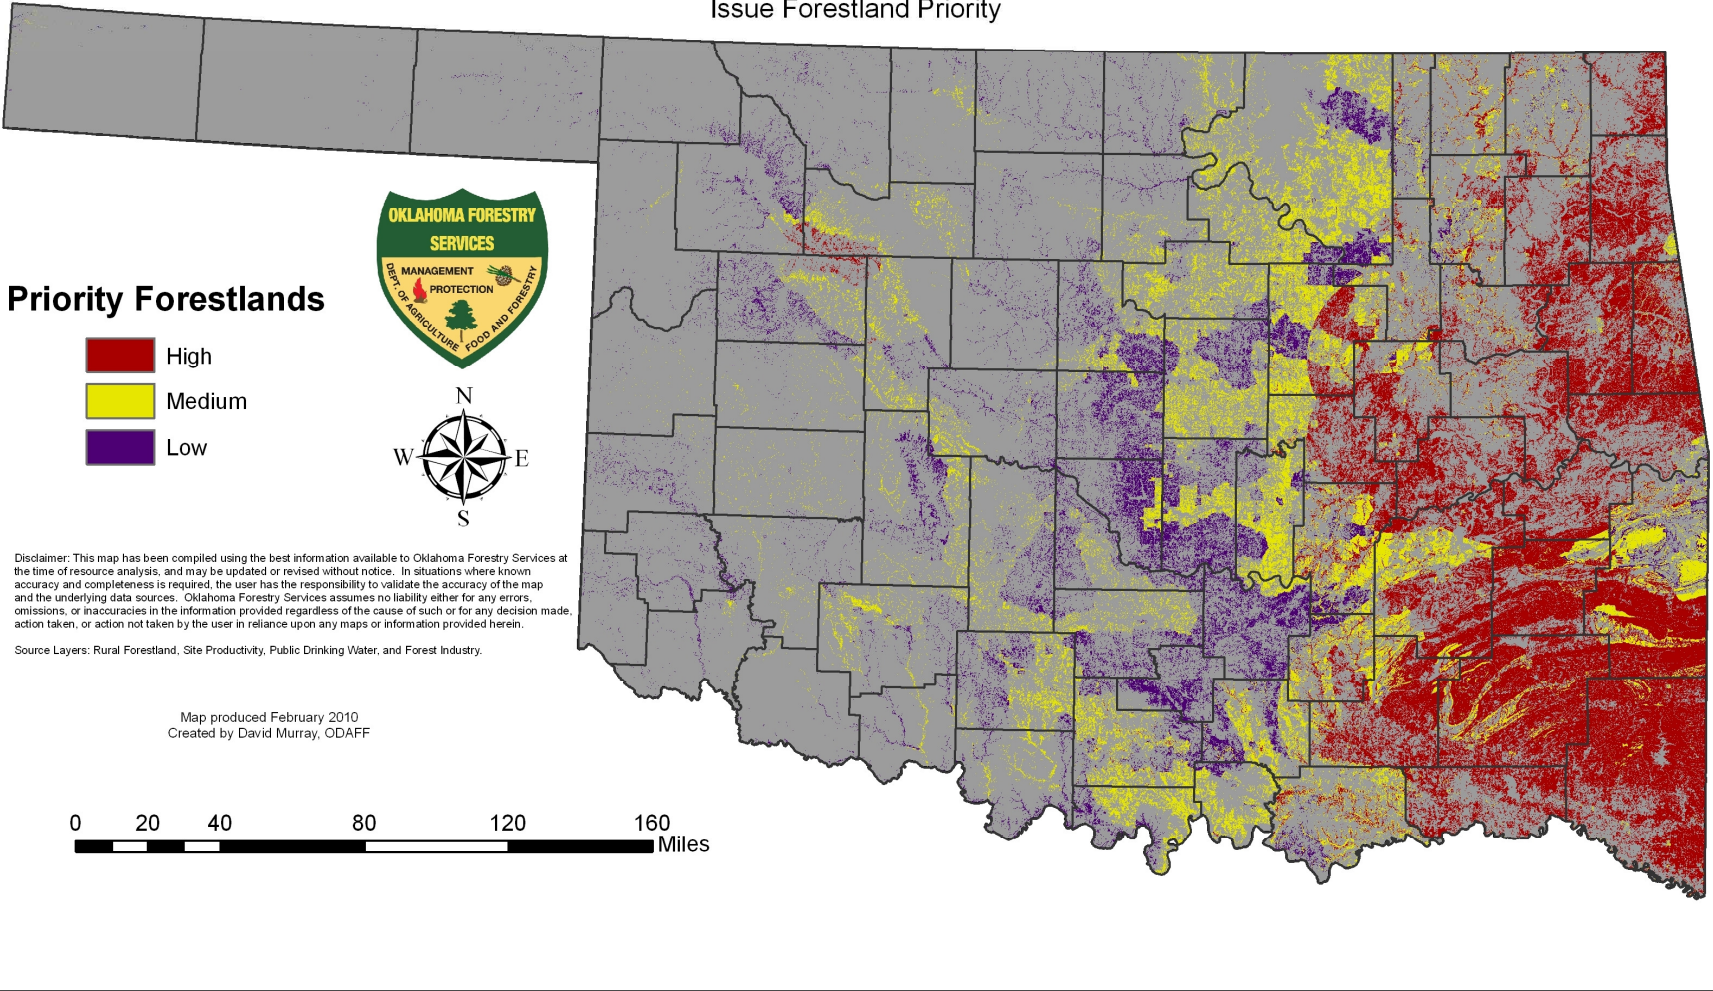 Issue Forestland Priority
OKLAHOMA FORESTRY
SERVICES
MANAGEMENT
PROTECTION
DEPT. OF AGRICULTURE FOOD AND FORESTRY
Priority Forestlands
High
Medium
Low
N
W E
S
Disclaimer: This map has been compiled using the best information available to Oklahoma Forestry Services at
the time of resource analysis, and may be updated or revised without notice. In situations where known
accuracy and completeness is required, the user has the responsibility to validate the accuracy of the map
and the underlying data sources. Oklahoma Forestry Services assumes no liability either for any errors,
omissions, or inaccuracies in the information provided regardless of the cause of such or for any decision made,
action taken, or action not taken by the user in reliance upon any maps or information provided herein.
Source Layers: Rural Forestland, Site Productivity, Public Drinking Water, and Forest Industry.
Map produced February 2010
Created by David Murray, ODAFF
0 20 40 80 120 160
Miles